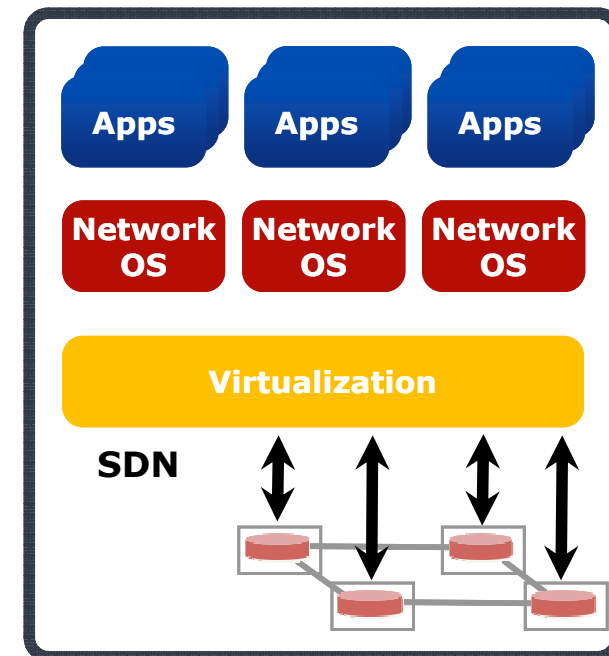 Apps Apps Apps
Network Network Network
OS OS OS
Virtualization
SDN